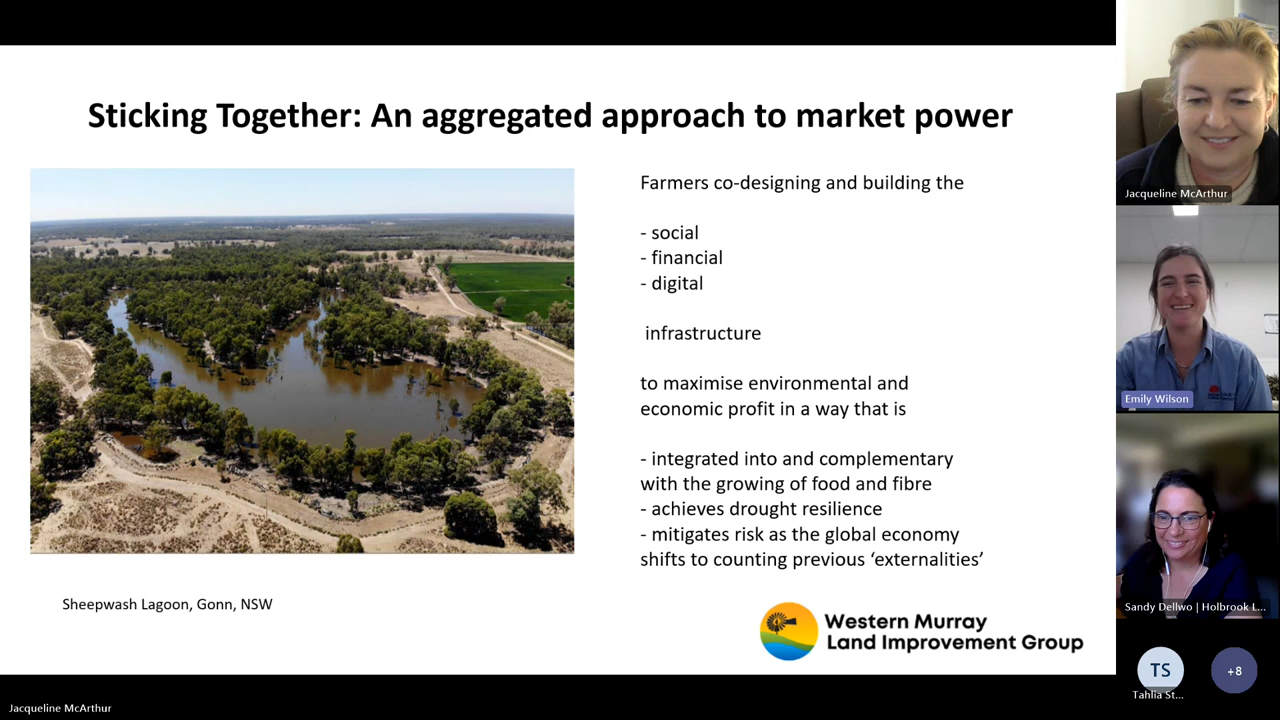 Sticking Together: An aggregated approach to market power
Farmers co-designing and building the
- social
- financial
- digital
infrastructure
to maximise environmental and
economic profit in a way that is
- integrated into and complementary
with the growing of food and fibre
- achieves drought resilience
- mitigates risk as the global economy
shifts to counting previous ‘externalities’
Sheepwash Lagoon, Gonn, NSW
Western Murray
Land Improvement Group
Jacqueline McArthur
Jacqueline McArthur
Emily Wilson
Sandy Dellwo | Holbrook L...
TS
Tahlia St...
+8